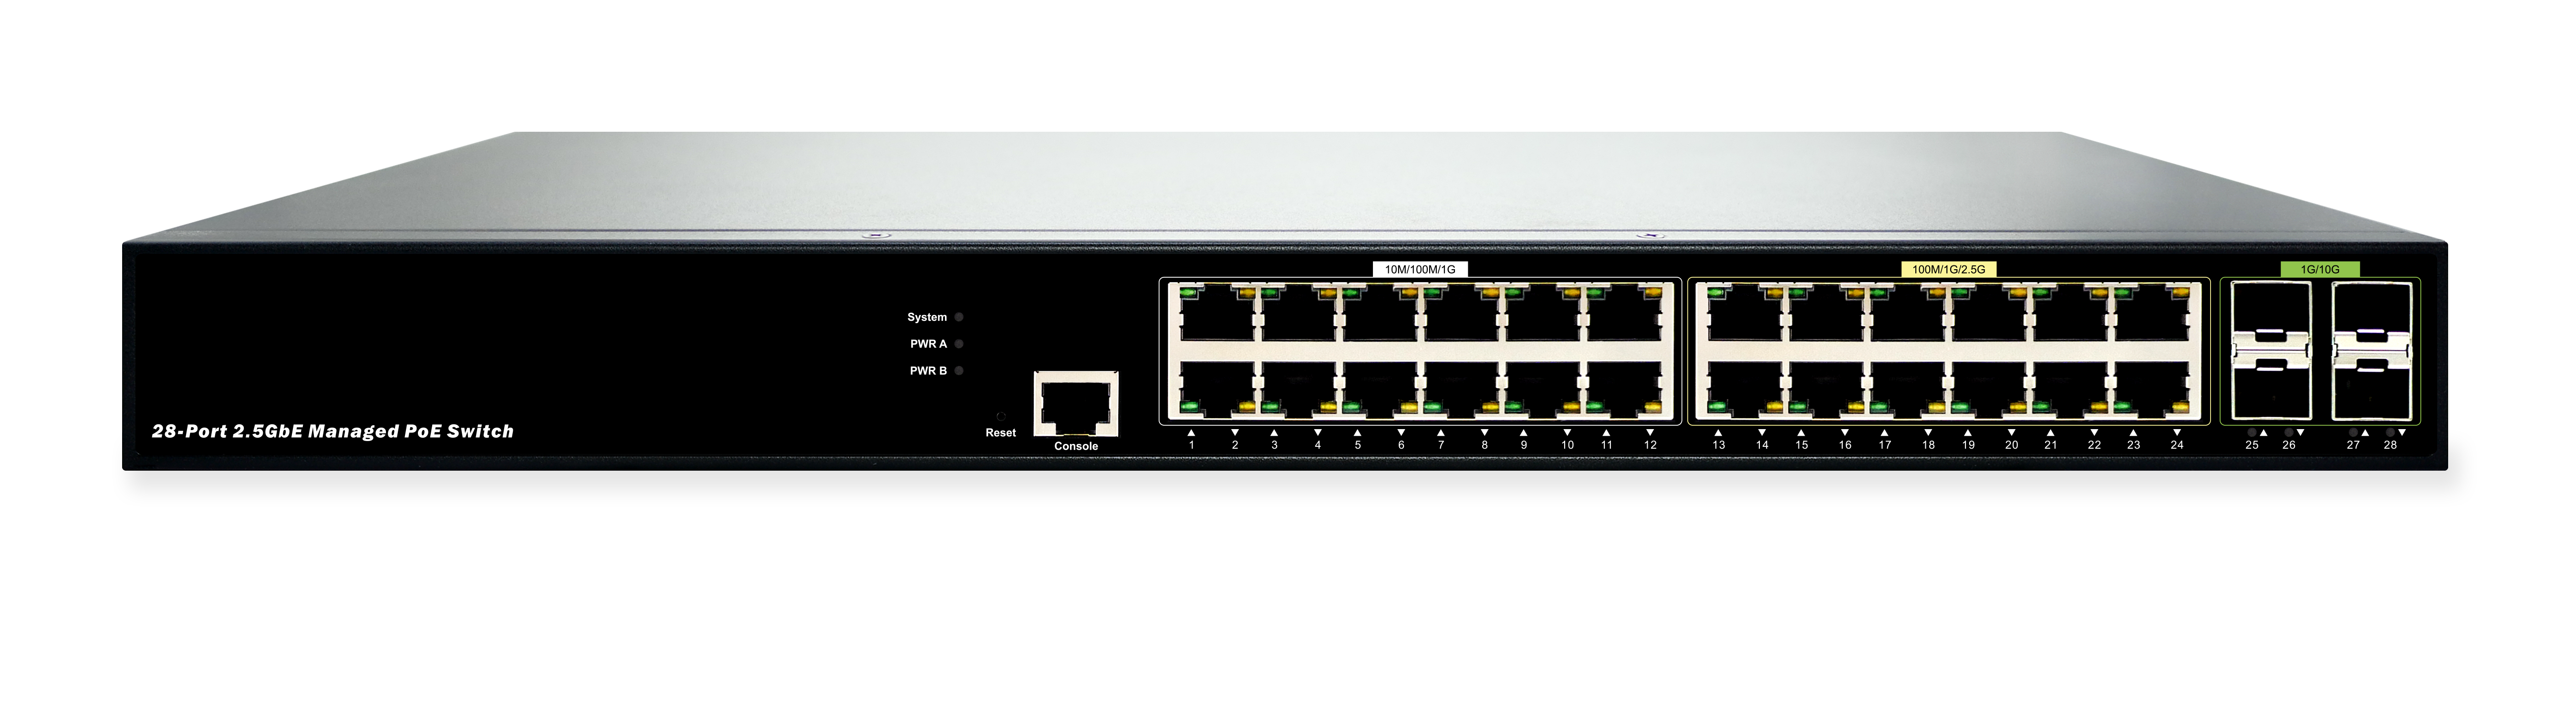 10M/100M/1G
100M/1G/2.5G
1G/10G
System
PWR A
PWR B
28-Port 2.5GbE Managed PoE Switch
Reset
Console
1 2 3 4 5 6 7 8 9 10 11 12
13 14 15 16 17 18 19 20 21 22 23 24
25 26 27 28